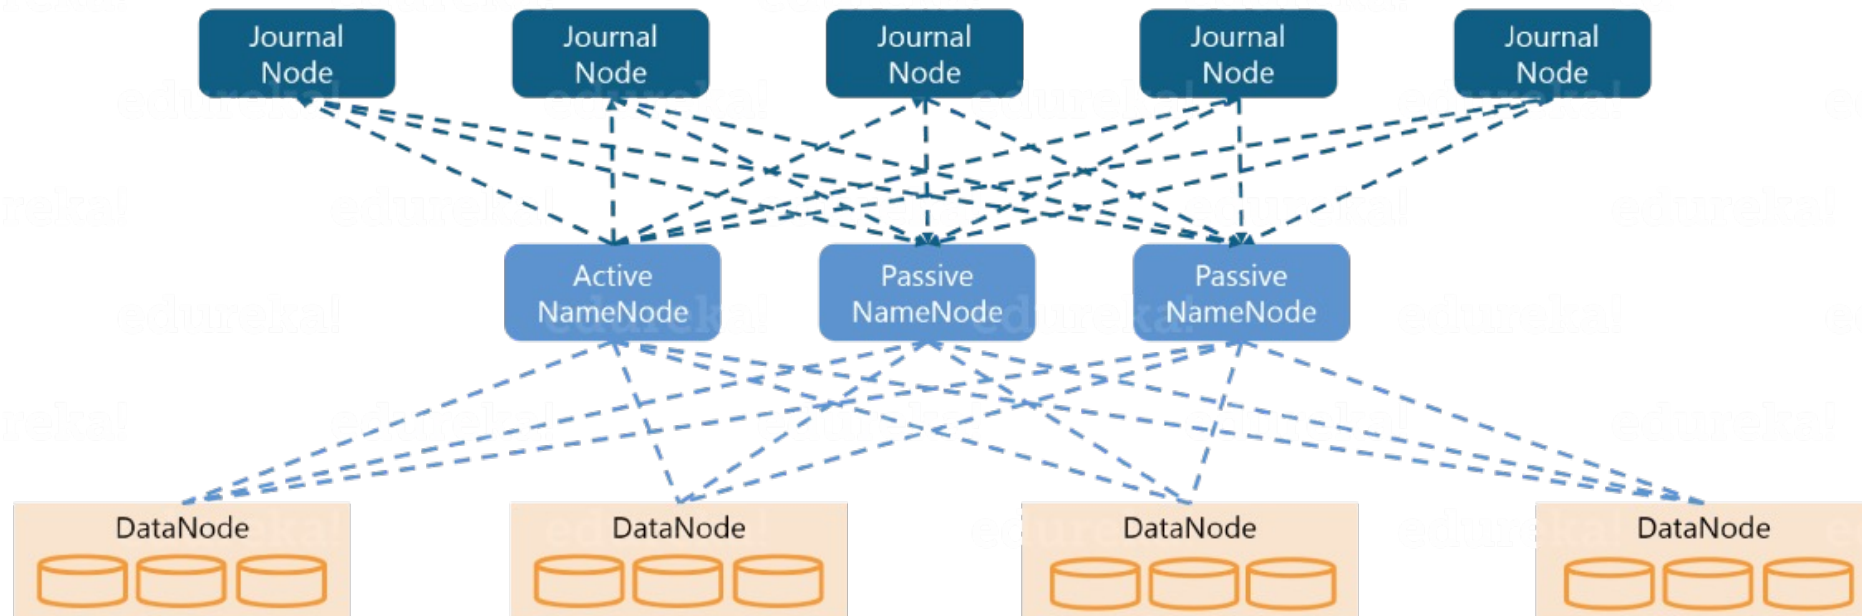 Journal
Node
Journal
Node
Journal
Node
Journal
Node
Journal
Node
Active
NameNode
Passive
NameNode
Passive
NameNode
DataNode
DataNode
DataNode
DataNode
edureka!